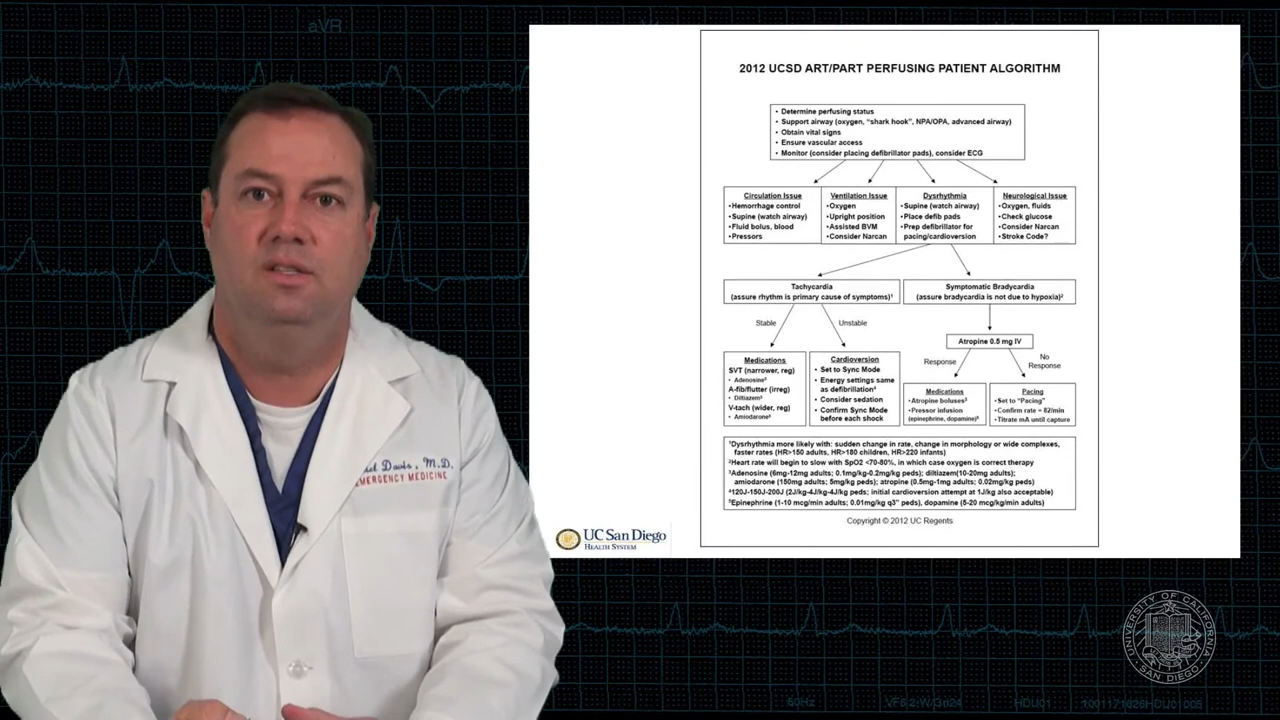 aVR
2012 UCSD ART/PART PERFUSING PATIENT ALGORITHM
• Determine perfusing status
• Support airway (oxygen, "shark hook", NPA/OPA, advanced airway)
• Obtain vital signs
• Ensure vascular access
• Monitor (consider placing defibrillator pads), consider ECG
Circulation Issue
•Hemorrhage control
•Supine (watch airway)
•Fluid bolus, blood
•Pressors
Ventilation Issue
•Oxygen
•Upright position
•Assisted BVM
•Consider Narcan
Dysrhythmia
•Supine (watch airway)
•Place defib pads
•Prep defibrillator for
pacing/cardioversion
Neurological Issue
•Oxygen, fluids
•Check glucose
•Consider Narcan
•Stroke Code?
Tachycardia
(assure rhythm is primary cause of symptoms)¹
Symptomatic Bradycardia
(assure bradycardia is not due to hypoxia)²
Stable
Unstable
Atropine 0.5 mg IV
Response
No
Response
Medications
SVT (narrower, reg)
• Adenosine³
A-fib/flutter (irreg)
• Diltiazem³
V-tach (wider, reg)
• Amiodarone³
Cardioversion
• Set to Sync Mode
• Energy settings same
as defibrillation⁴
• Consider sedation
• Confirm Sync Mode
before each shock
Medications
•Atropine boluses³
•Pressor infusion
(epinephrine, dopamine)⁵
Pacing
•Set to "Pacing"
•Confirm rate = 82/min
•Titrate mA until capture
¹Dysrhythmia more likely with: sudden change in rate, change in morphology or wide complexes,
faster rates (HR>150 adults, HR>180 children, HR>220 infants)
²Heart rate will begin to slow with SpO2 <70-80%, in which case oxygen is correct therapy
³Adenosine (6mg-12mg adults; 0.1mg/kg-0.2mg/kg peds); diltiazem(10-20mg adults);
amiodarone (150mg adults; 5mg/kg peds); atropine (0.5mg-1mg adults; 0.02mg/kg peds)
⁴120J-150J-200J (2J/kg-4J/kg-4J/kg peds; initial cardioversion attempt at 1J/kg also acceptable)
⁵Epinephrine (1-10 mcg/min adults; 0.01mg/kg q3" peds), dopamine (5-20 mcg/kg/min adults)
Copyright © 2012 UC Regents
UC San Diego
HEALTH SYSTEM
Davis, M.D.
EMERGENCY MEDICINE
UNIVERSITY OF CALIFORNIA
SAN DIEGO
60Hz
HDU01